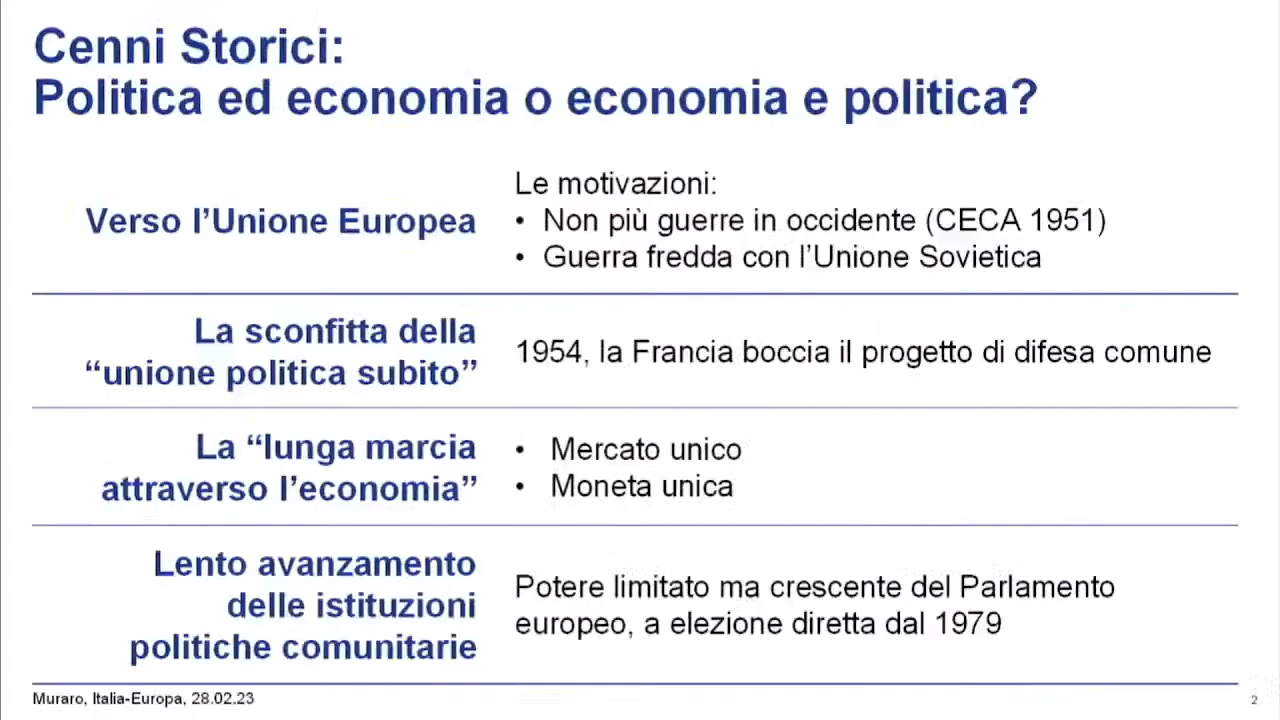 Cenni Storici:
Politica ed economia o economia e politica?
Verso l’Unione Europea
Le motivazioni:
• Non più guerre in occidente (CECA 1951)
• Guerra fredda con l’Unione Sovietica
La sconfitta della
“unione politica subito”
1954, la Francia boccia il progetto di difesa comune
La “lunga marcia
attraverso l’economia”
• Mercato unico
• Moneta unica
Lento avanzamento
delle istituzioni
politiche comunitarie
Potere limitato ma crescente del Parlamento
europeo, a elezione diretta dal 1979
Muraro, Italia-Europa, 28.02.23
2